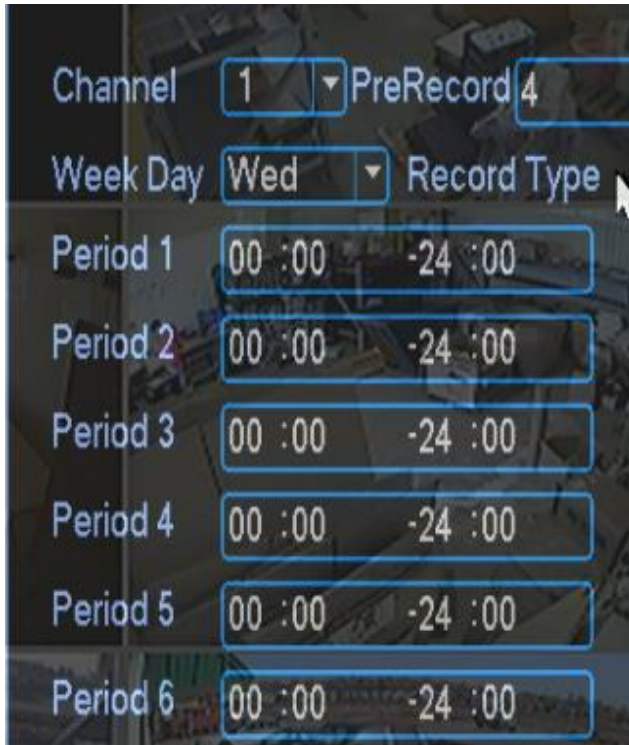 Channel 1 PreRecord 4
Week Day Wed Record Type
Period 1 00 :00 -24 :00
Period 2 00 :00 -24 :00
Period 3 00 :00 -24 :00
Period 4 00 :00 -24 :00
Period 5 00 :00 -24 :00
Period 6 00 :00 -24 :00